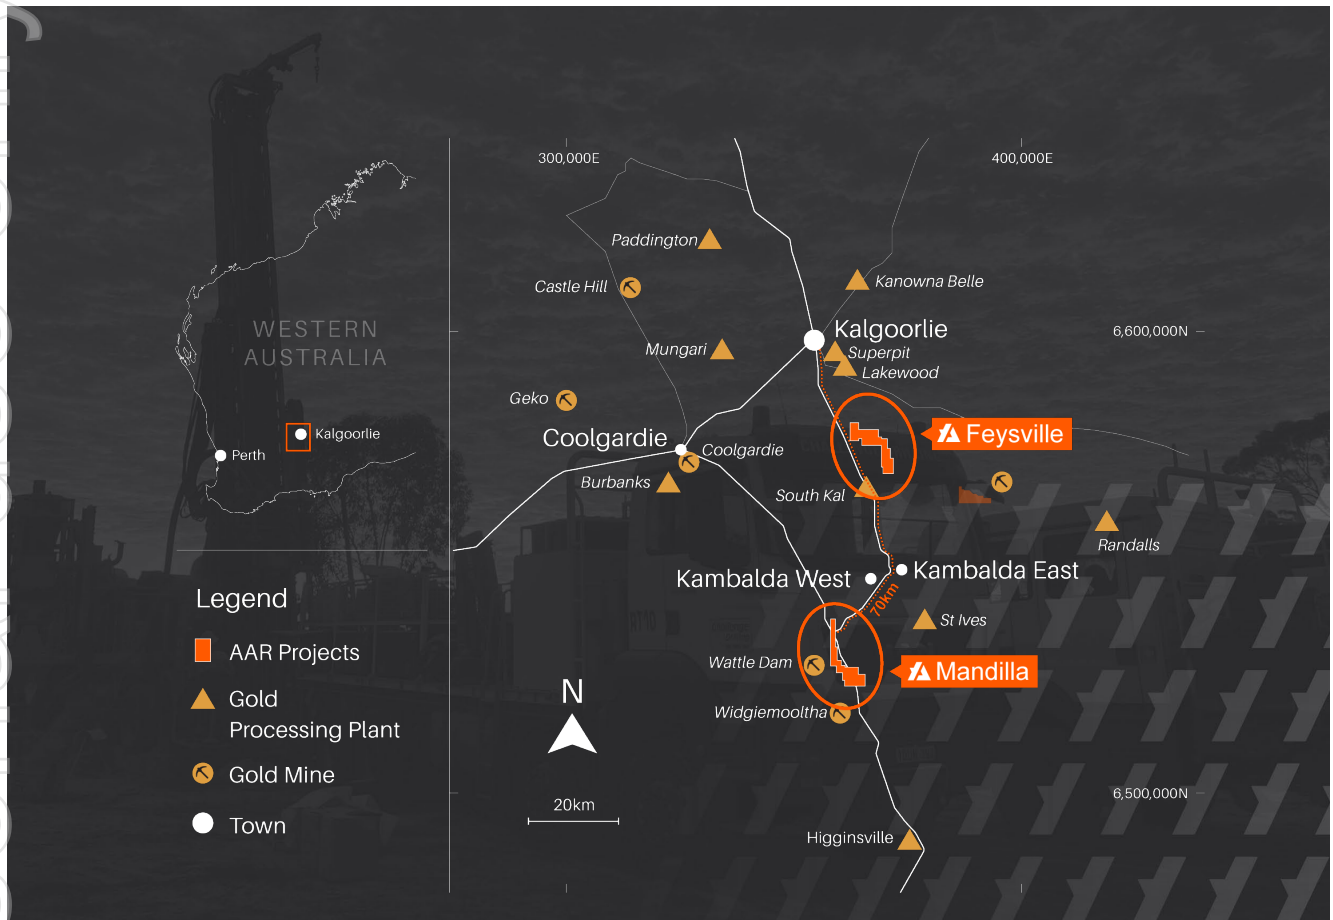 300,000E
400,000E
Paddington
Castle Hill
Kanowna Belle
WESTERN
AUSTRALIA
Kalgoorlie
6,600,000N
Mungari
Superpit
Lakewood
Geko
Kalgoorlie
Coolgardie
Feysville
Perth
Coolgardie
Burbanks
South Kal
Randalls
Kambalda West
Kambalda East
70km
Legend
St Ives
AAR Projects
Wattle Dam
Mandilla
Gold
Processing Plant
N
Widgiemooltha
Gold Mine
20km
6,500,000N
Town
Higginsville